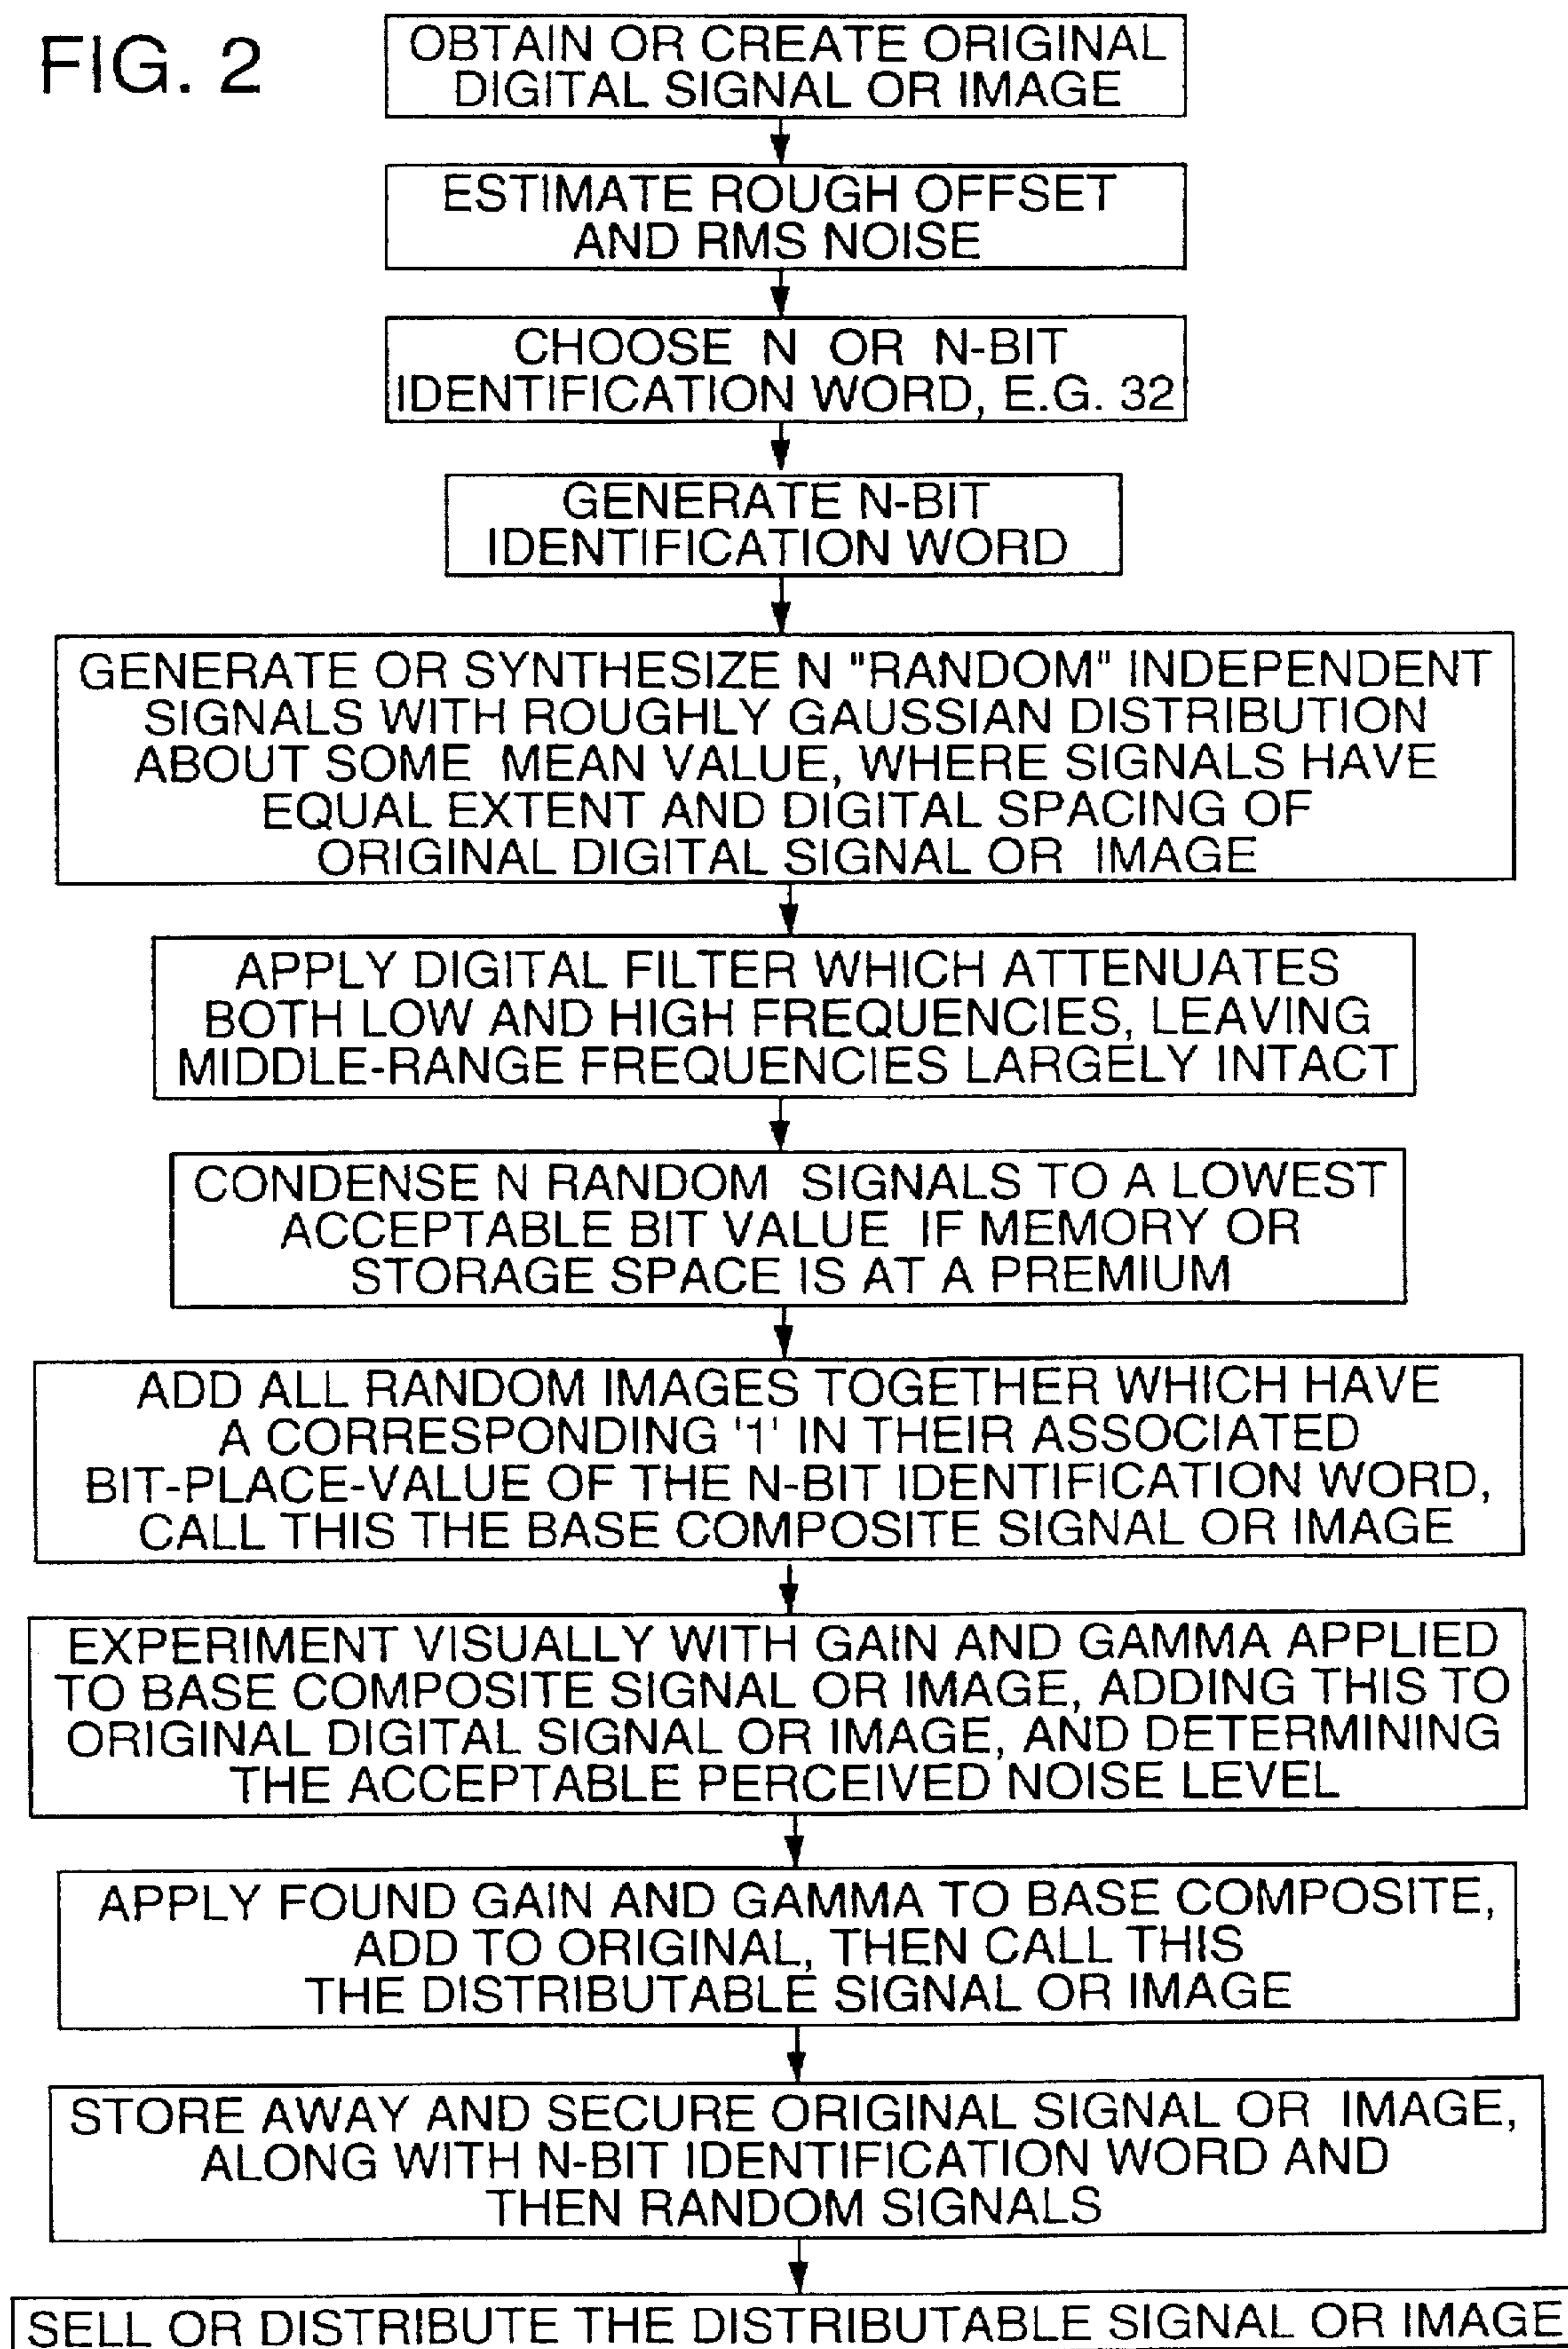 FIG. 2
OBTAIN OR CREATE ORIGINAL
DIGITAL SIGNAL OR IMAGE
ESTIMATE ROUGH OFFSET
AND RMS NOISE
CHOOSE N OR N-BIT
IDENTIFICATION WORD, E.G. 32
GENERATE N-BIT
IDENTIFICATION WORD
GENERATE OR SYNTHESIZE N "RANDOM" INDEPENDENT
SIGNALS WITH ROUGHLY GAUSSIAN DISTRIBUTION
ABOUT SOME MEAN VALUE, WHERE SIGNALS HAVE
EQUAL EXTENT AND DIGITAL SPACING OF
ORIGINAL DIGITAL SIGNAL OR IMAGE
APPLY DIGITAL FILTER WHICH ATTENUATES
BOTH LOW AND HIGH FREQUENCIES, LEAVING
MIDDLE-RANGE FREQUENCIES LARGELY INTACT
CONDENSE N RANDOM SIGNALS TO A LOWEST
ACCEPTABLE BIT VALUE IF MEMORY OR
STORAGE SPACE IS AT A PREMIUM
ADD ALL RANDOM IMAGES TOGETHER WHICH HAVE
A CORRESPONDING '1' IN THEIR ASSOCIATED
BIT-PLACE-VALUE OF THE N-BIT IDENTIFICATION WORD,
CALL THIS THE BASE COMPOSITE SIGNAL OR IMAGE
EXPERIMENT VISUALLY WITH GAIN AND GAMMA APPLIED
TO BASE COMPOSITE SIGNAL OR IMAGE, ADDING THIS TO
ORIGINAL DIGITAL SIGNAL OR IMAGE, AND DETERMINING
THE ACCEPTABLE PERCEIVED NOISE LEVEL
APPLY FOUND GAIN AND GAMMA TO BASE COMPOSITE,
ADD TO ORIGINAL, THEN CALL THIS
THE DISTRIBUTABLE SIGNAL OR IMAGE
STORE AWAY AND SECURE ORIGINAL SIGNAL OR IMAGE,
ALONG WITH N-BIT IDENTIFICATION WORD AND
THEN RANDOM SIGNALS
SELL OR DISTRIBUTE THE DISTRIBUTABLE SIGNAL OR IMAGE